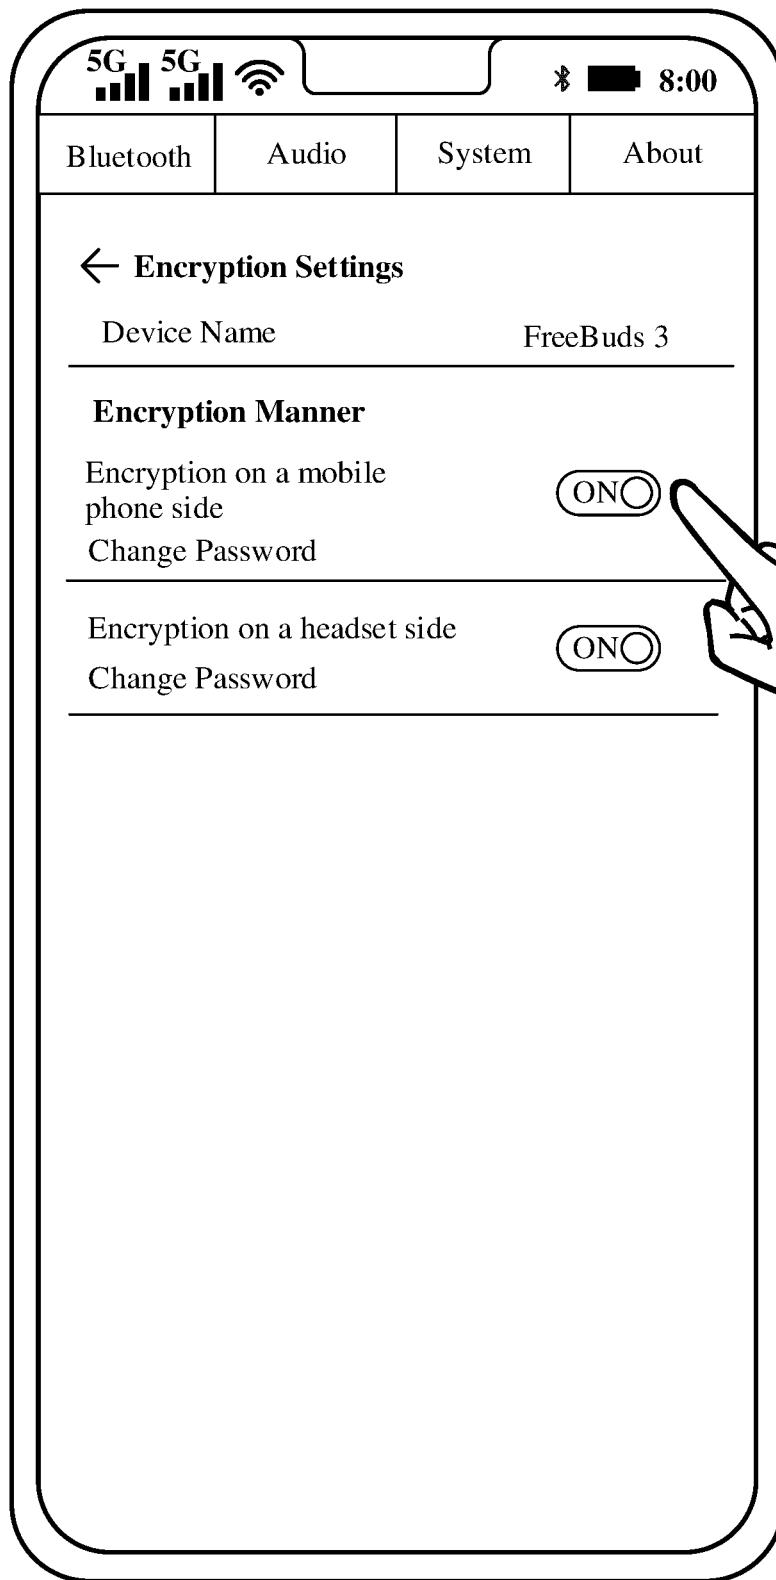 5G 5G 8:00
Bluetooth Audio System About
Encryption Settings
Device Name FreeBuds 3
Encryption Manner
Encryption on a mobile
phone side
ON
Change Password
Encryption on a headset side
ON
Change Password